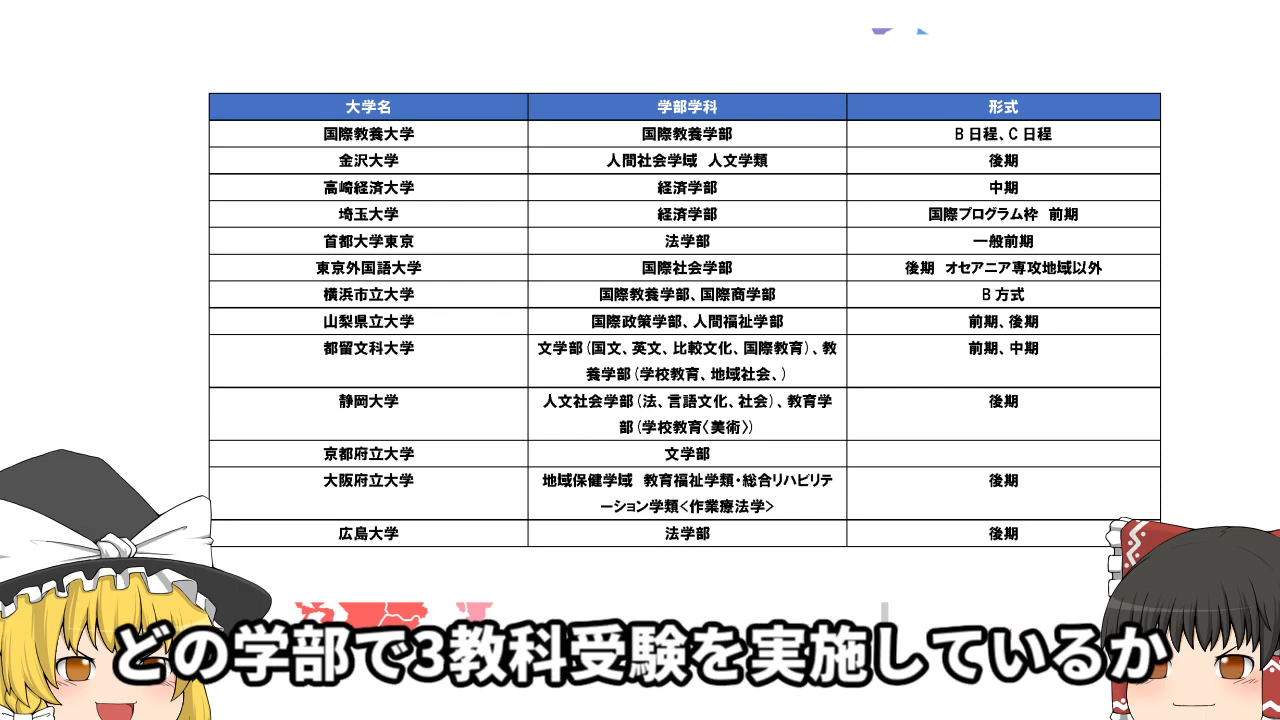 大学名 学部学科 形式
国際教養大学 国際教養学部 B日程、C日程
金沢大学 人間社会学域 人文学類 後期
高崎経済大学 経済学部 中期
埼玉大学 経済学部 国際プログラム枠 前期
首都大学東京 法学部 一般前期
東京外国語大学 国際社会学部 後期 オセアニア専攻地域以外
横浜市立大学 国際教養学部、国際商学部 B方式
山梨県立大学 国際政策学部、人間福祉学部 前期、後期
都留文科大学 文学部(国文、英文、比較文化、国際教育)、教 前期、中期
養学部(学校教育、地域社会、)
静岡大学 人文社会学部(法、言語文化、社会)、教育学 後期
部(学校教育〈美術〉)
京都府立大学 文学部
大阪府立大学 地域保健学域 教育福祉学類・総合リハビリテ 後期
ーション学類<作業療法学>
広島大学 法学部 後期
どの学部で3教科受験を実施しているか